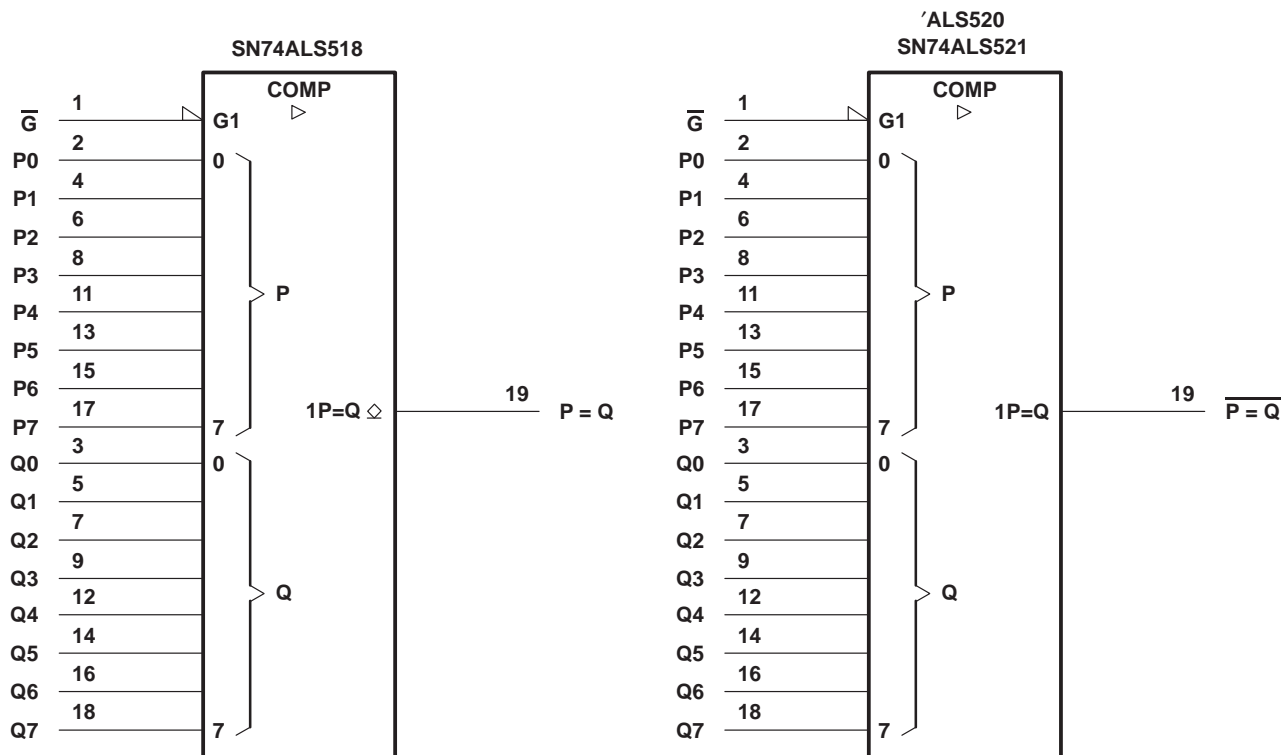 SN74ALS518
COMP
G̅ 1 G1
P0 2 0
P1 4
P2 6
P3 8
P4 11
P
P5 13
P6 15
P7 17 7
1P=Q 19 P = Q
Q0 3 0
Q1 5
Q2 7
Q3 9
Q4 12
Q
Q5 14
Q6 16
Q7 18 7
′ALS520
SN74ALS521
COMP
G̅ 1 G1
P0 2 0
P1 4
P2 6
P3 8
P4 11
P
P5 13
P6 15
P7 17 7
1P=Q 19 P̅ ̅=̅ ̅Q̅
Q0 3 0
Q1 5
Q2 7
Q3 9
Q4 12
Q
Q5 14
Q6 16
Q7 18 7